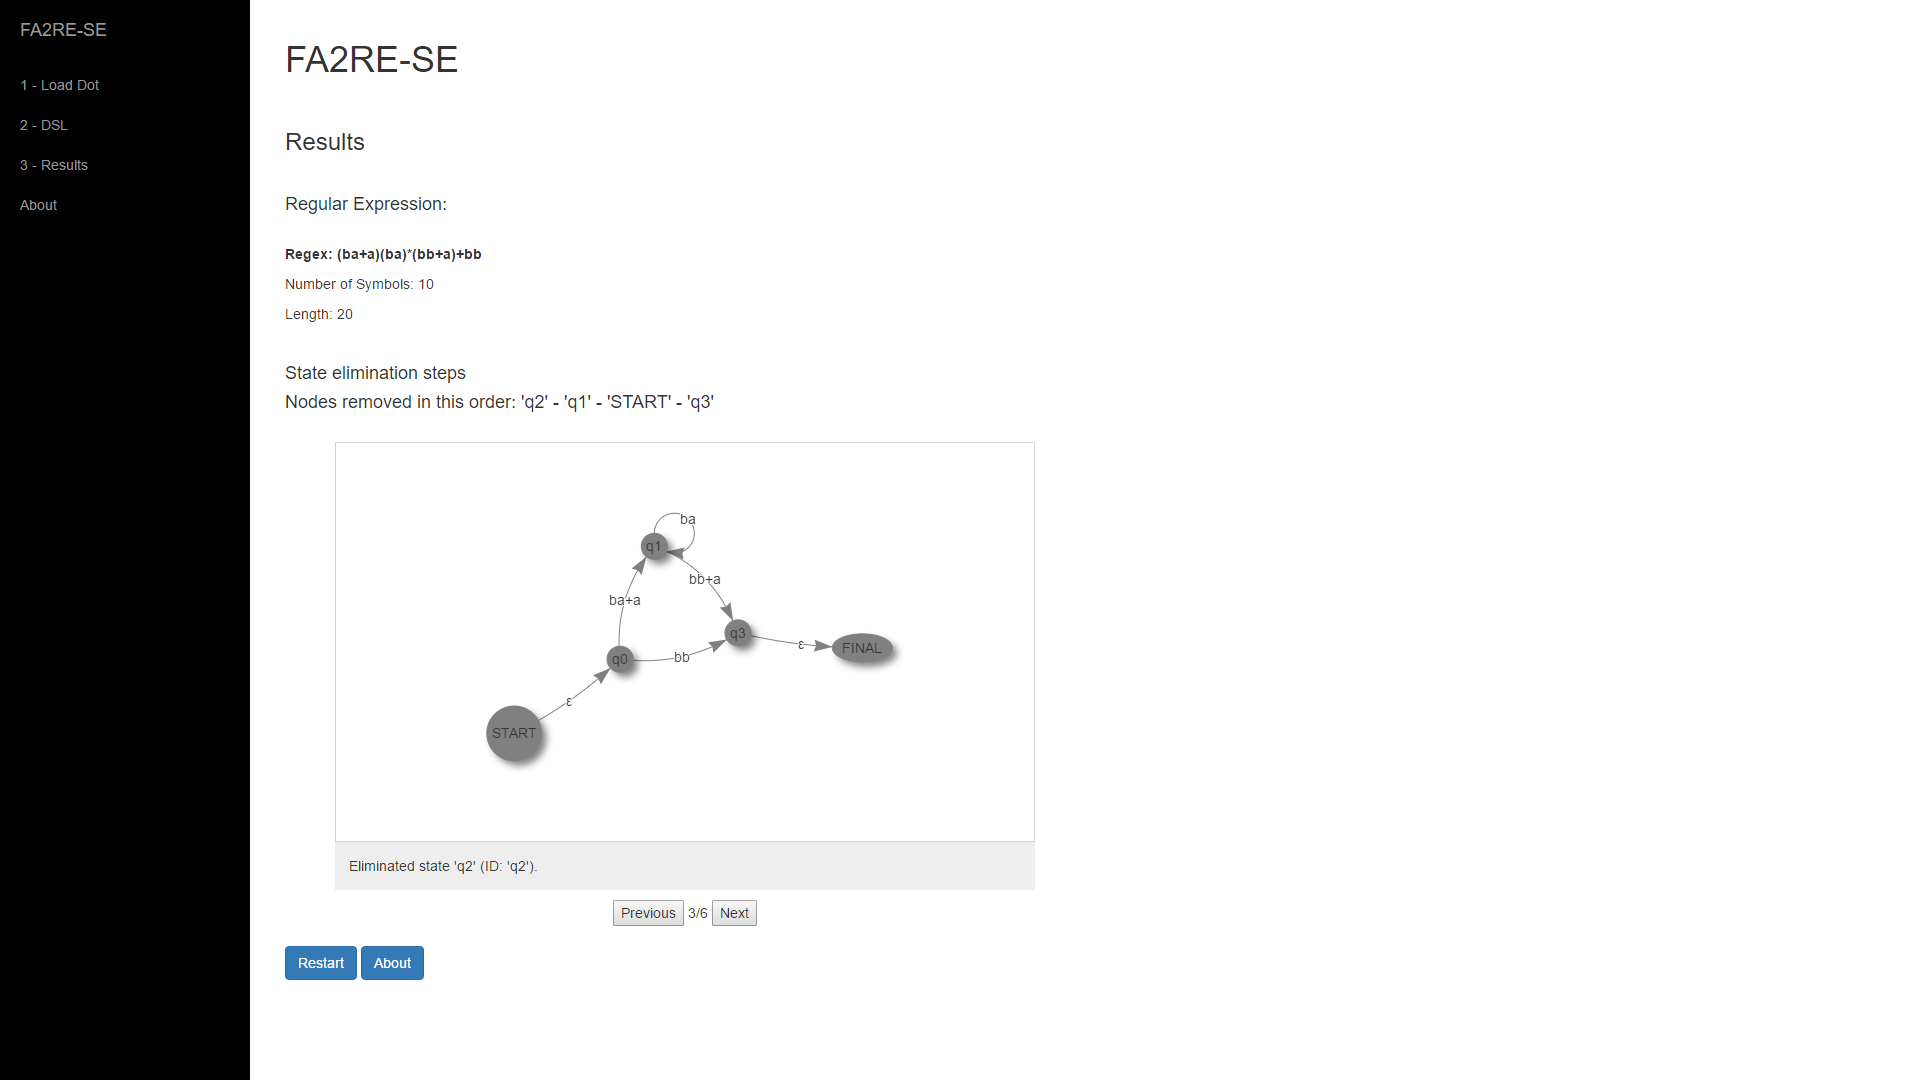 FA2RE-SE
1 - Load Dot
2 - DSL
3 - Results
About
FA2RE-SE
Results
Regular Expression:
Regex: (ba+a)(ba)*(bb+a)+bb
Number of Symbols: 10
Length: 20
State elimination steps
Nodes removed in this order: 'q2' - 'q1' - 'START' - 'q3'
ba
q1
bb+a
ba+a
q3
ε
FINAL
q0
bb
ε
START
Eliminated state 'q2' (ID: 'q2').
Previous 3/6 Next
Restart About